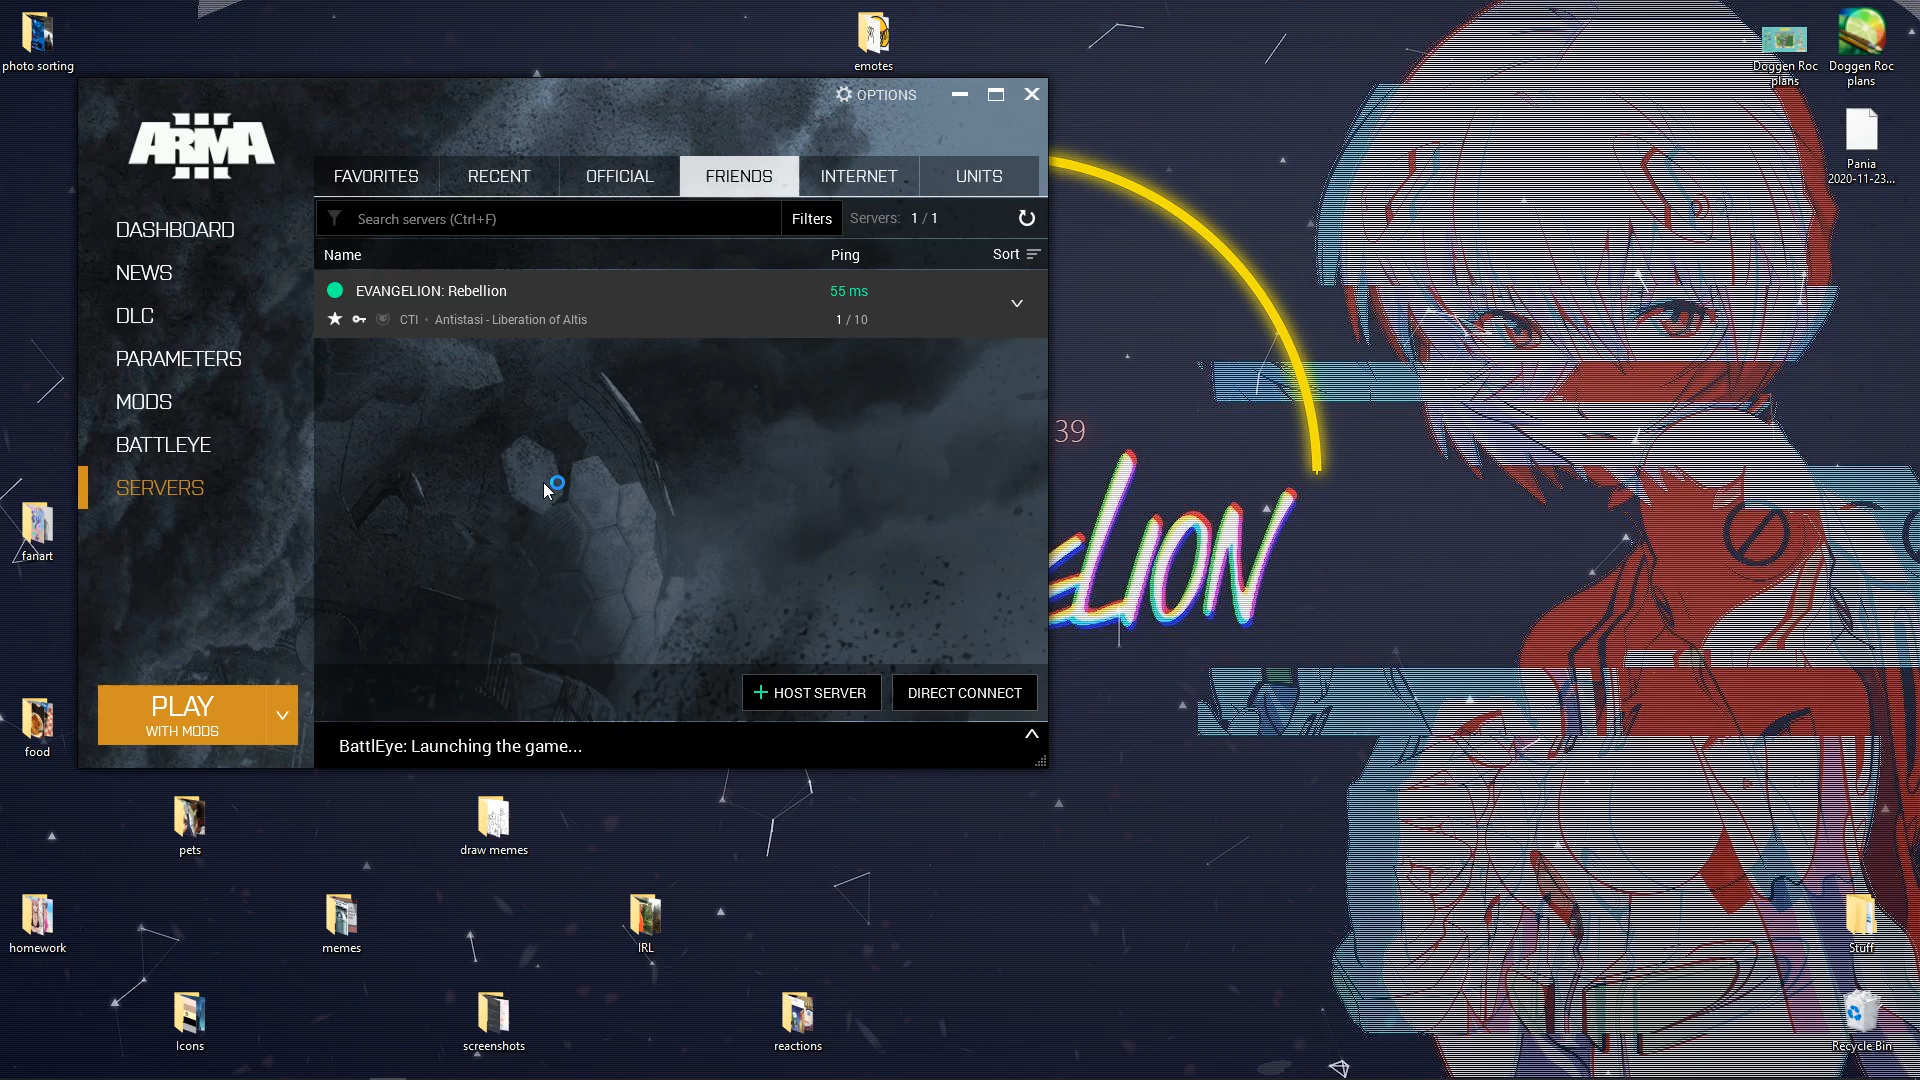 photo sorting
emotes
Doggen Roc plans
Doggen Roc plans
Pania 2020-11-23...
OPTIONS
ARMA III
FAVORITES
RECENT
OFFICIAL
FRIENDS
INTERNET
UNITS
Search servers (Ctrl+F)
Filters
Servers: 1 / 1
DASHBOARD
NEWS
DLC
PARAMETERS
MODS
BATTLEYE
SERVERS
Name
Ping
Sort
EVANGELION: Rebellion
55 ms
CTI • Antistasi - Liberation of Altis
1 / 10
39
ELION
fanart
food
PLAY
WITH MODS
HOST SERVER
DIRECT CONNECT
BattlEye: Launching the game...
pets
draw memes
homework
memes
IRL
Stuff
Icons
screenshots
reactions
Recycle Bin